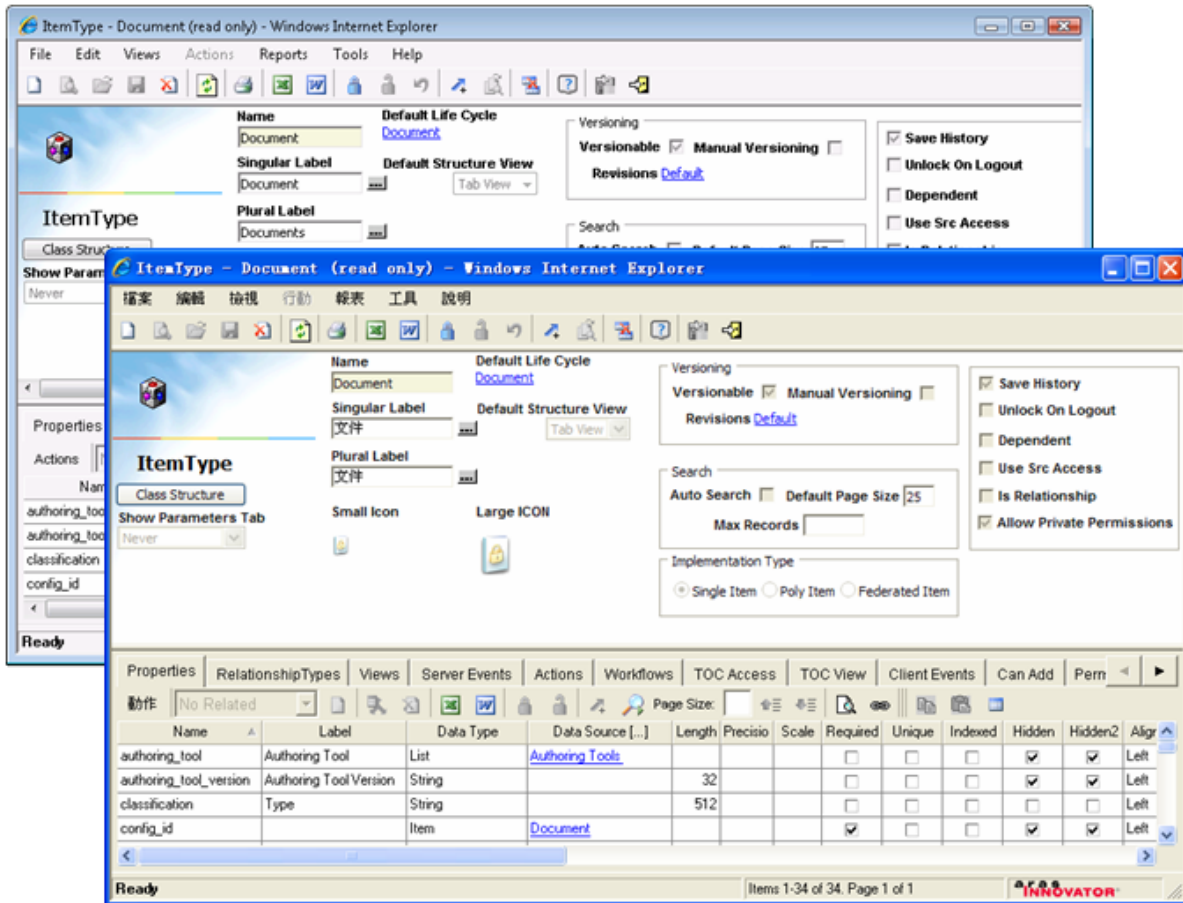 ItemType - Document (read only) - Windows Internet Explorer
File Edit Views Actions Reports Tools Help
Name
Document
Default Life Cycle
Document
Singular Label
Document
Default Structure View
Tab View
Plural Label
Documents
Versioning
Versionable Manual Versioning
Revisions Default
Search
Save History
Unlock On Logout
Dependent
Use Src Access
ItemType
Class Struc
Show Param
Never
Properties
Actions
Nam
authoring_too
authoring_too
classification
config_id
Ready
ItemType - Document (read only) - Windows Internet Explorer
檔案 編輯 檢視 行動 報表 工具 說明
Name
Document
Default Life Cycle
Document
Singular Label
文件
Default Structure View
Tab View
Plural Label
文件
Small Icon Large ICON
ItemType
Class Structure
Show Parameters Tab
Never
Versioning
Versionable Manual Versioning
Revisions Default
Search
Auto Search Default Page Size 25
Max Records
Implementation Type
Single Item Poly Item Federated Item
Save History
Unlock On Logout
Dependent
Use Src Access
Is Relationship
Allow Private Permissions
Properties RelationshipTypes Views Server Events Actions Workflows TOC Access TOC View Client Events Can Add Perm
動作 No Related Page Size:
Name Label Data Type Data Source [...] Length Precisio Scale Required Unique Indexed Hidden Hidden2 Aligr
authoring_tool Authoring Tool List Authoring Tools Left
authoring_tool_version Authoring Tool Version String 32 Left
classification Type String 512 Left
config_id Item Document Left
Ready Items 1-34 of 34. Page 1 of 1 aras INNOVATOR